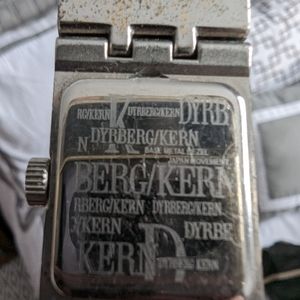 RG/KERN K DYRBERG/KERN DYRB
N DYRBERG/KERN
BASE METAL BEZEL
JAPAN MOVEMENT
BERG/KERN
RBERG/KERN DYRBERG/KERN
/KERN D DYRBE
KERN DYRBERG/KERN